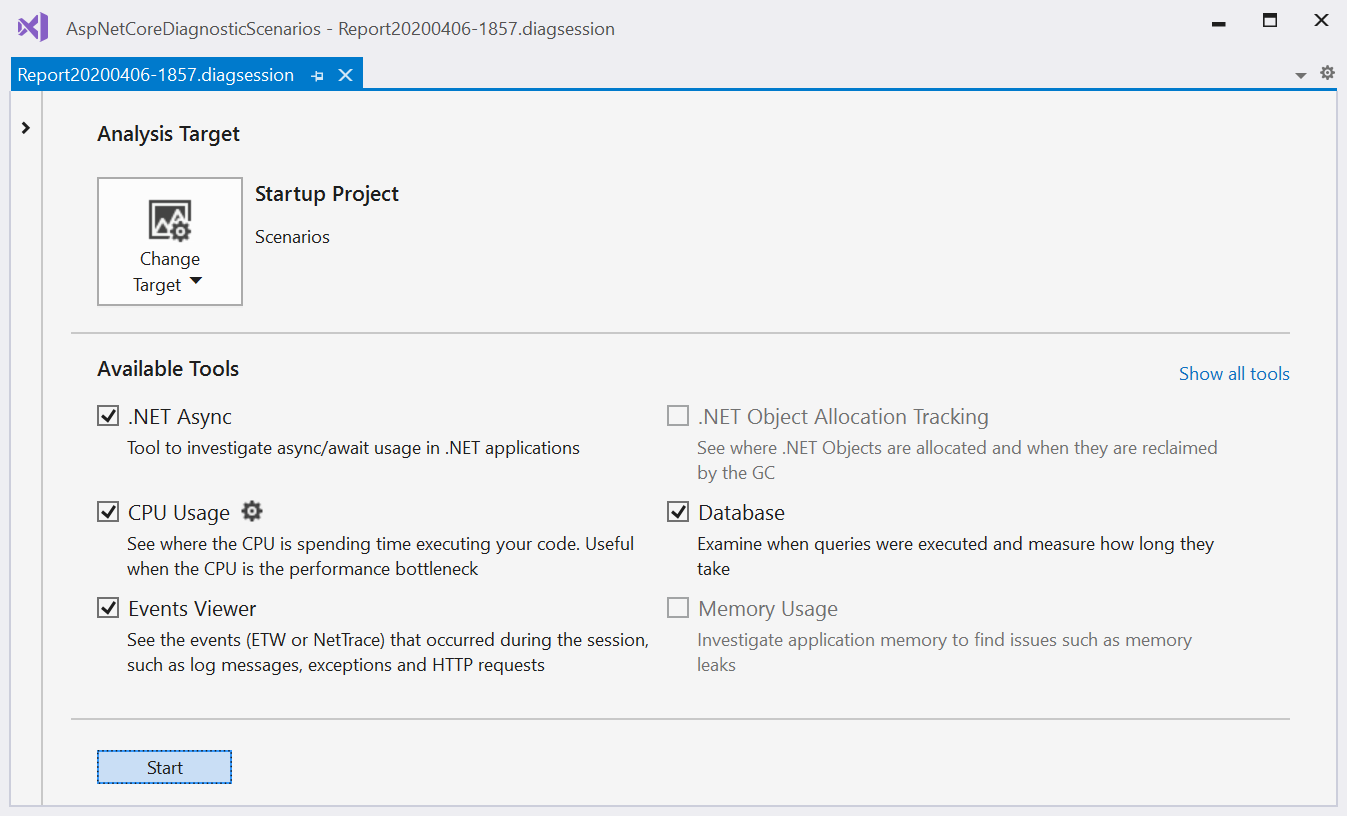 AspNetCoreDiagnosticScenarios - Report20200406-1857.diagsession
Report20200406-1857.diagsession
Analysis Target
Change
Target
Startup Project
Scenarios
Available Tools
Show all tools
.NET Async
Tool to investigate async/await usage in .NET applications
.NET Object Allocation Tracking
See where .NET Objects are allocated and when they are reclaimed
by the GC
CPU Usage
See where the CPU is spending time executing your code. Useful
when the CPU is the performance bottleneck
Database
Examine when queries were executed and measure how long they
take
Events Viewer
See the events (ETW or NetTrace) that occurred during the session,
such as log messages, exceptions and HTTP requests
Memory Usage
Investigate application memory to find issues such as memory
leaks
Start